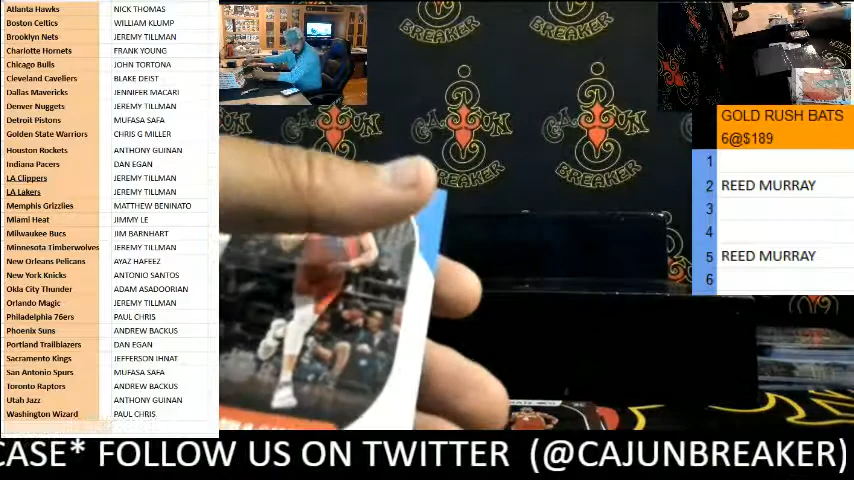 Atlanta Hawks NICK THOMAS
Boston Celtics WILLIAM KLUMP
Brooklyn Nets JEREMY TILLMAN
Charlotte Hornets FRANK YOUNG
Chicago Bulls JOHN TORTONA
Cleveland Cavaliers BLAKE DEIST
Dallas Mavericks JENNIFER MACARI
Denver Nuggets JEREMY TILLMAN
Detroit Pistons MUFASA SAFA
Golden State Warriors CHRIS G MILLER
Houston Rockets ANTHONY GUINAN
Indiana Pacers DAN EGAN
LA Clippers JEREMY TILLMAN
LA Lakers JEREMY TILLMAN
Memphis Grizzlies MATTHEW BENINATO
Miami Heat JIMMY LE
Milwaukee Bucs JIM BARNHART
Minnesota Timberwolves JEREMY TILLMAN
New Orleans Pelicans AYAZ HAFEEZ
New York Knicks ANTONIO SANTOS
Okla City Thunder ADAM ASADOORIAN
Orlando Magic JEREMY TILLMAN
Philadelphia 76ers PAUL CHRIS
Phoenix Suns ANDREW BACKUS
Portland Trailblazers DAN EGAN
Sacramento Kings JEFFERSON IHNAT
San Antonio Spurs MUFASA SAFA
Toronto Raptors ANDREW BACKUS
Utah Jazz ANTHONY GUINAN
Washington Wizard PAUL CHRIS
GOLD RUSH BATS
6@$189
1
2 REED MURRAY
3
4
5 REED MURRAY
6
CAJUN
BREAKER
CAJUN
BREAKER
BREAKER
BREAKER
CASE* FOLLOW US ON TWITTER (@CAJUNBREAKER)